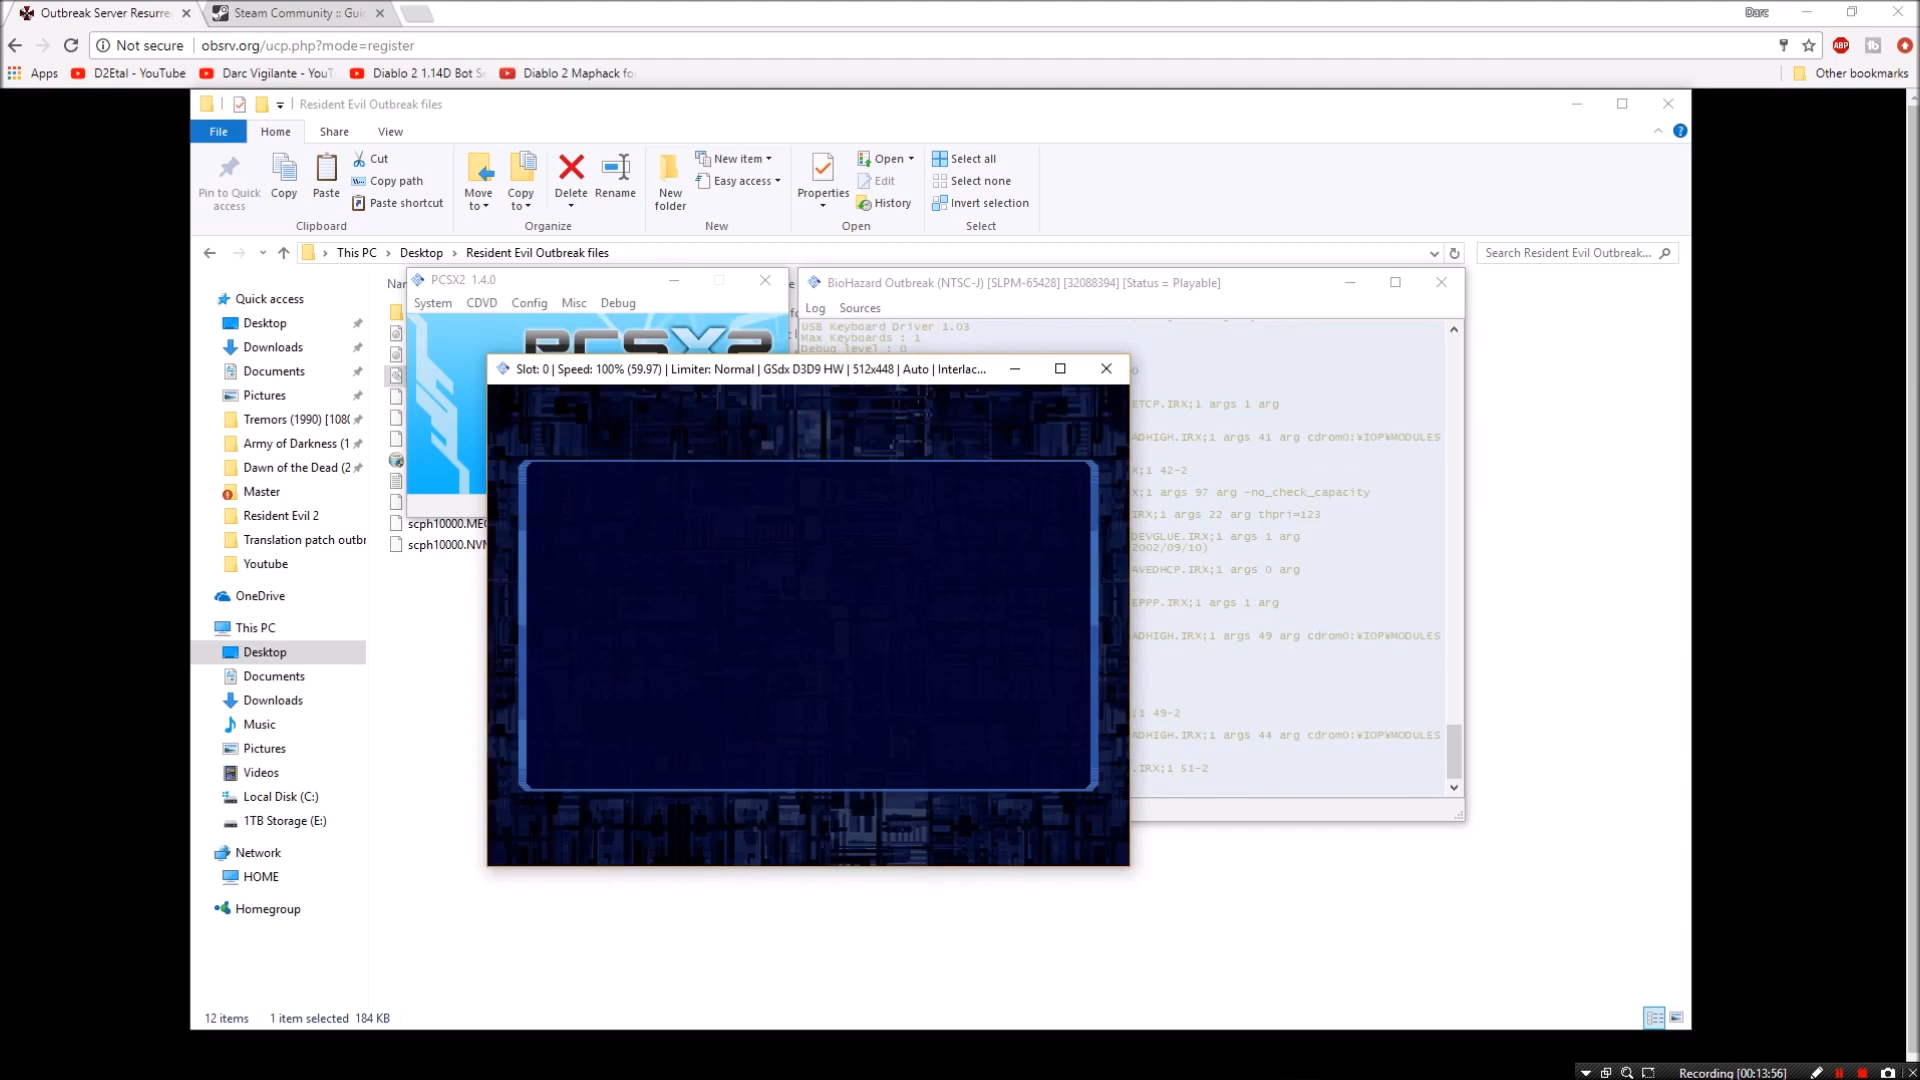 Outbreak Server Resurre
Steam Community :: Gui
Darc
Not secure
obsrv.org/ucp.php?mode=register
ABP
Apps
D2Etal - YouTube
Darc Vigilante - YouT
Diablo 2 1.14D Bot Se
Diablo 2 Maphack fo
Other bookmarks
Resident Evil Outbreak files
File
Home
Share
View
Pin to Quick access
Copy
Paste
Cut
Copy path
Paste shortcut
Clipboard
Move to
Copy to
Delete
Rename
Organize
New folder
New item
Easy access
New
Properties
Open
Edit
History
Open
Select all
Select none
Invert selection
Select
This PC > Desktop > Resident Evil Outbreak files
Search Resident Evil Outbreak...
Quick access
Desktop
Downloads
Documents
Pictures
Tremors (1990) [1080
Army of Darkness (1
Dawn of the Dead (2
Master
Resident Evil 2
Translation patch outbr
Youtube
OneDrive
This PC
Desktop
Documents
Downloads
Music
Pictures
Videos
Local Disk (C:)
1TB Storage (E:)
Network
HOME
Homegroup
scph10000.MEC
scph10000.NVM
PCSX2 1.4.0
System
CDVD
Config
Misc
Debug
PCSX2
BioHazard Outbreak (NTSC-J) [SLPM-65428] [32088394] [Status = Playable]
Log
Sources
USB Keyboard Driver 1.03
Max Keyboards : 1
Debug level : 0
Slot: 0 | Speed: 100% (59.97) | Limiter: Normal | GSdx D3D9 HW | 512x448 | Auto | Interlac...
ETCP.IRX;1 args 1 arg
ADHIGH.IRX;1 args 41 arg cdrom0:¥IOP¥MODULES
X;1 42-2
X;1 args 97 arg -no_check_capacity
IRX;1 args 22 arg thpri=123
DEVGLUE.IRX;1 args 1 arg
2002/09/10)
AVEDHCP.IRX;1 args 0 arg
EPPP.IRX;1 args 1 arg
ADHIGH.IRX;1 args 49 arg cdrom0:¥IOP¥MODULES
;1 49-2
ADHIGH.IRX;1 args 44 arg cdrom0:¥IOP¥MODULES
.IRX;1 51-2
12 items
1 item selected 184 KB
Recording [00:13:56]